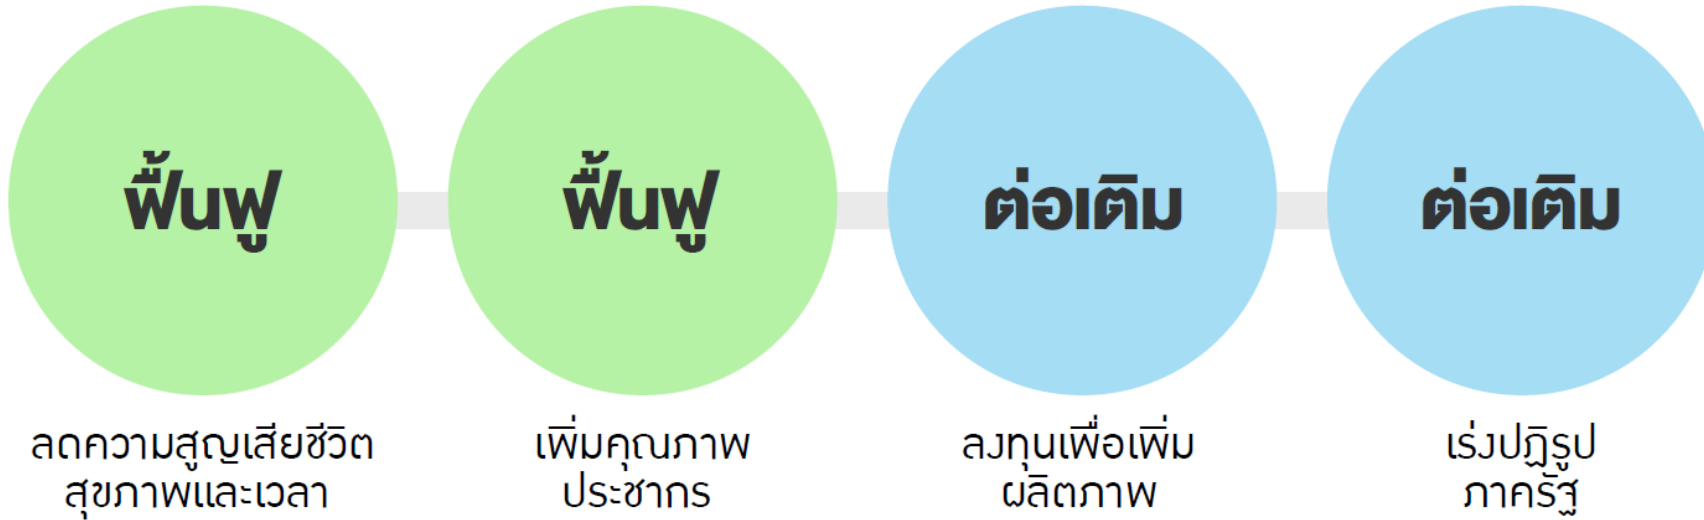 ฟื้นฟู
ฟื้นฟู
ต่อเติม
ต่อเติม
ลดความสูญเสียชีวิต
สุขภาพและเวลา
เพิ่มคุณภาพ
ประชากร
ลงทุนเพื่อเพิ่ม
ผลิตภาพ
เร่งปฏิรูป
ภาครัฐ